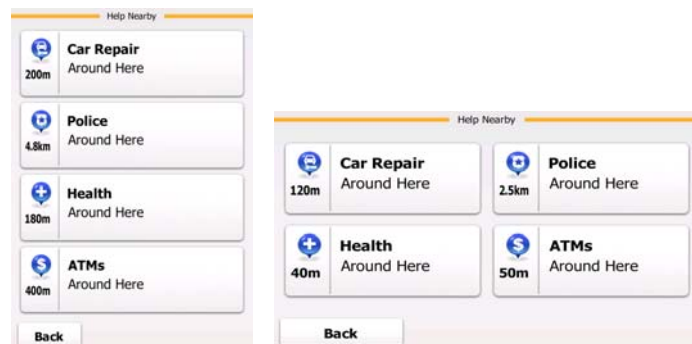 Help Nearby
Car Repair
Around Here
200m
Police
Around Here
4.8km
Health
Around Here
180m
ATMs
Around Here
400m
Back
Help Nearby
Car Repair
Around Here
120m
Police
Around Here
2.5km
Health
Around Here
40m
ATMs
Around Here
50m
Back